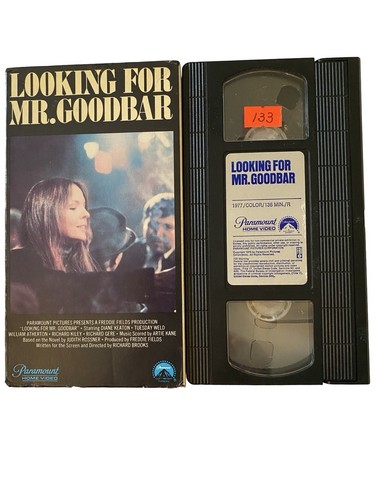 LOOKING FOR
MR. GOODBAR
PARAMOUNT PICTURES PRESENTS A FREDDIE FIELDS PRODUCTION
"LOOKING FOR MR. GOODBAR" • Starring DIANE KEATON • TUESDAY WELD
WILLIAM ATHERTON • RICHARD KILEY • RICHARD GERE • Music Scored by ARTIE KANE
Based on the Novel by JUDITH ROSSNER • Produced by FREDDIE FIELDS
Written for the Screen and Directed by RICHARD BROOKS
Paramount
HOME VIDEO
133
LOOKING FOR
MR. GOODBAR
1977/COLOR/136 MIN./R
Paramount
HOME VIDEO